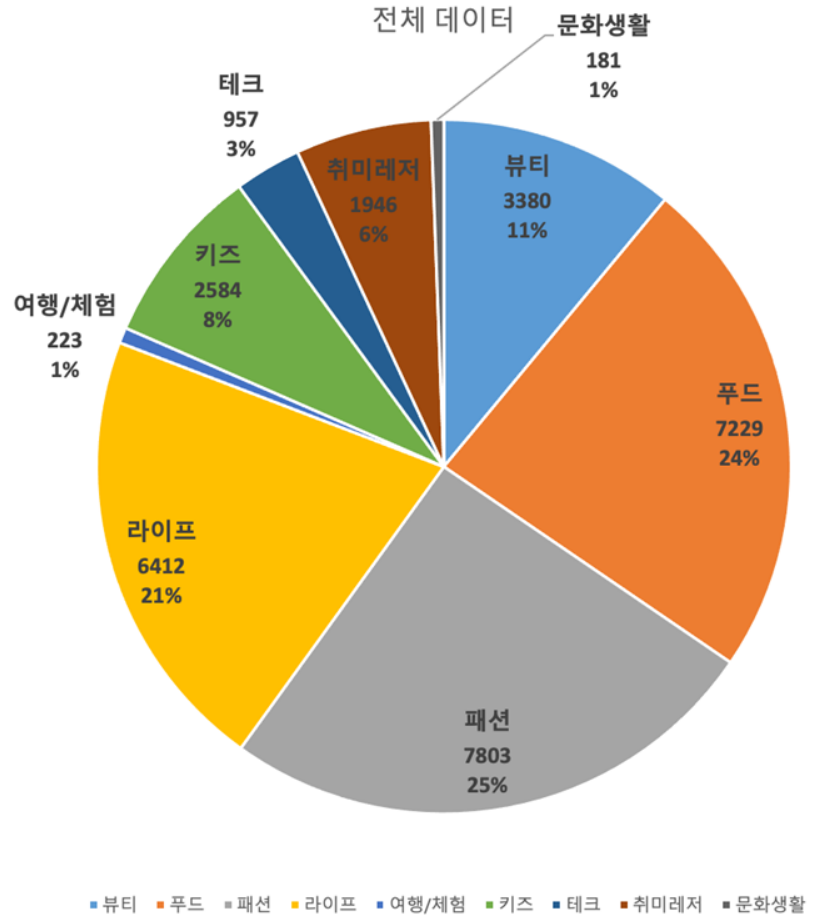 전체 데이터
문화생활
181
1%
테크
957
3%
취미레저
1946
6%
뷰티
3380
11%
키즈
2584
8%
여행/체험
223
1%
푸드
7229
24%
라이프
6412
21%
패션
7803
25%
뷰티 푸드 패션 라이프 여행/체험 키즈 테크 취미레저 문화생활